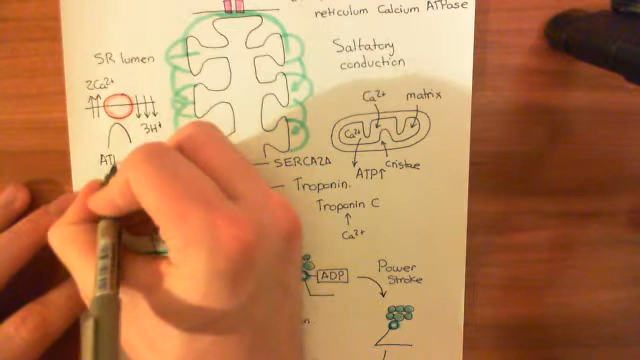 reticulum Calcium ATPase
Saltatory
conduction
SR lumen
2Ca²⁺
3H⁺
Ca²⁺
matrix
Ca²⁺
cristae
ATP↑
SERCA2A
Troponin.
Troponin C
↑
Ca²⁺
ADP
Power
Stroke